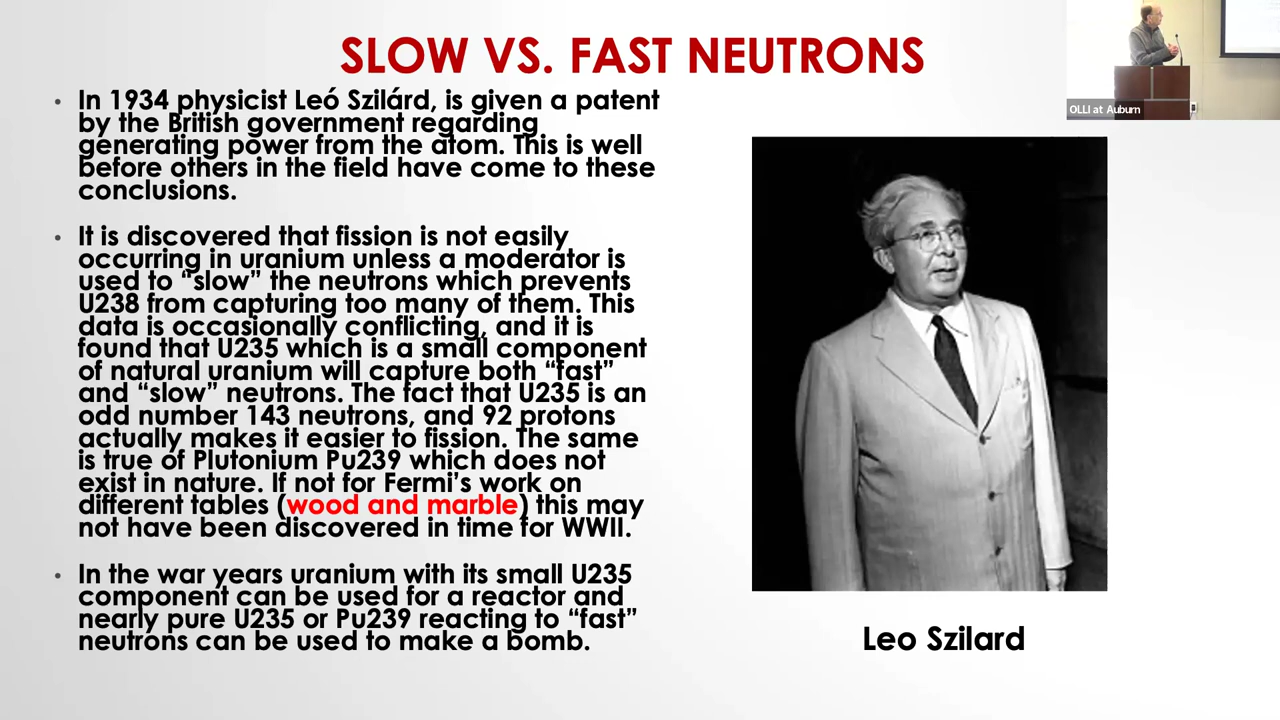 SLOW VS. FAST NEUTRONS
OLLI at Auburn
• In 1934 physicist Leó Szilárd, is given a patent
by the British government regarding
generating power from the atom. This is well
before others in the field have come to these
conclusions.
• It is discovered that fission is not easily
occurring in uranium unless a moderator is
used to “slow” the neutrons which prevents
U238 from capturing too many of them. This
data is occasionally conflicting, and it is
found that U235 which is a small component
of natural uranium will capture both “fast”
and “slow” neutrons. The fact that U235 is an
odd number 143 neutrons, and 92 protons
actually makes it easier to fission. The same
is true of Plutonium Pu239 which does not
exist in nature. If not for Fermi’s work on
different tables (wood and marble) this may
not have been discovered in time for WWII.
• In the war years uranium with its small U235
component can be used for a reactor and
nearly pure U235 or Pu239 reacting to “fast”
neutrons can be used to make a bomb.
Leo Szilard